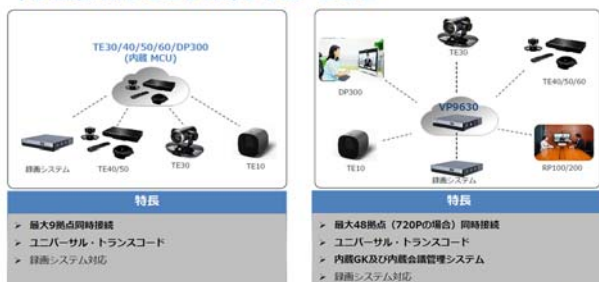 TE30/40/50/60/DP300
(内蔵 MCU)
録画システム
TE40/50
TE30
TE10
特長
➢ 最大9拠点同時接続
➢ ユニバーサル・トランスコード
➢ 録画システム対応
TE30
DP300
TE40/50/60
VP9630
TE10
録画システム
RP100/200
特長
➢ 最大48拠点(720Pの場合)同時接続
➢ ユニバーサル・トランスコード
➢ 内蔵GK及び内蔵会議管理システム
➢ 録画システム対応